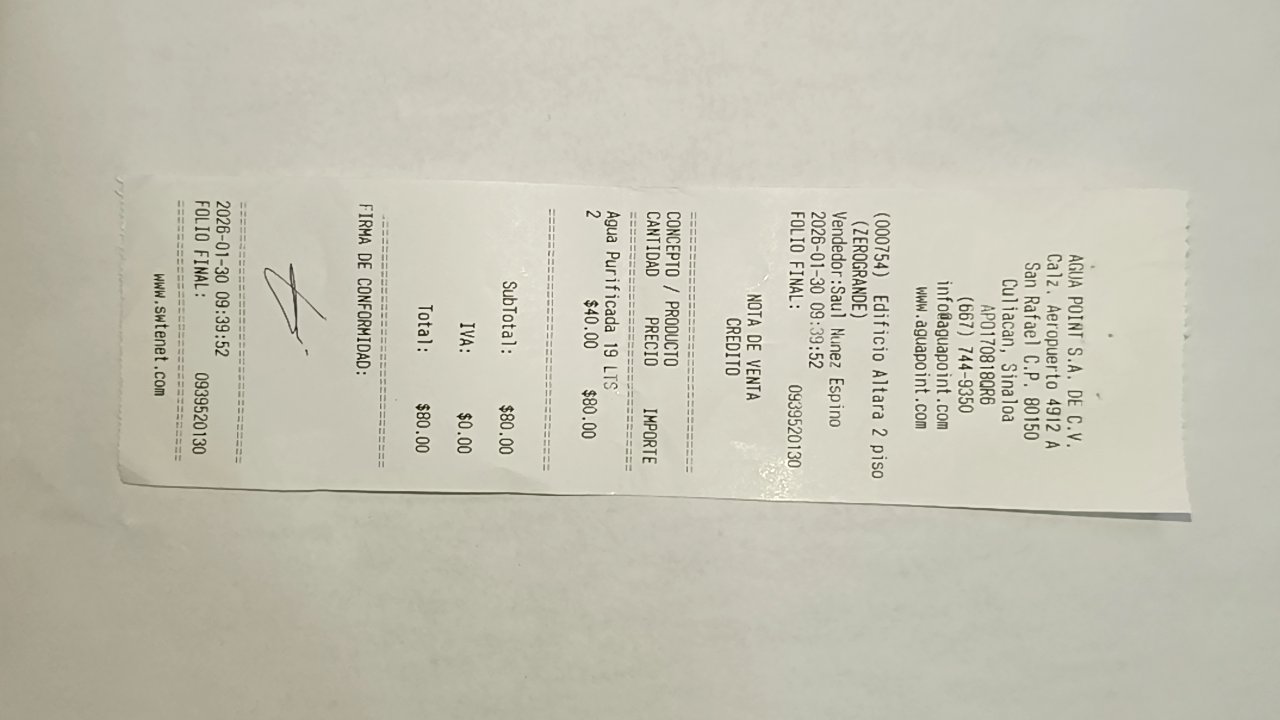 AGUA POINT S.A. DE C.V.
Calz. Aeropuerto 4912 A
San Rafael C.P. 80150
Culiacan, Sinaloa
APO170818QR6
(667) 744-9350
info@aguapoint.com
www.aguapoint.com
(000754) Edificio Altara 2 piso
(ZEROGRANDE)
Vendedor:Saul Nunez Espino
2026-01-30 09:39:52
FOLIO FINAL: 0939520130
NOTA DE VENTA
CREDITO
================================
CONCEPTO / PRODUCTO
CANTIDAD PRECIO IMPORTE
================================
Agua Purificada 19 LTS
2 $40.00 $80.00
================================
SubTotal: $80.00
IVA: $0.00
Total: $80.00
================================
FIRMA DE CONFORMIDAD:
================================
2026-01-30 09:39:52
FOLIO FINAL: 0939520130
================================
www.swtenet.com